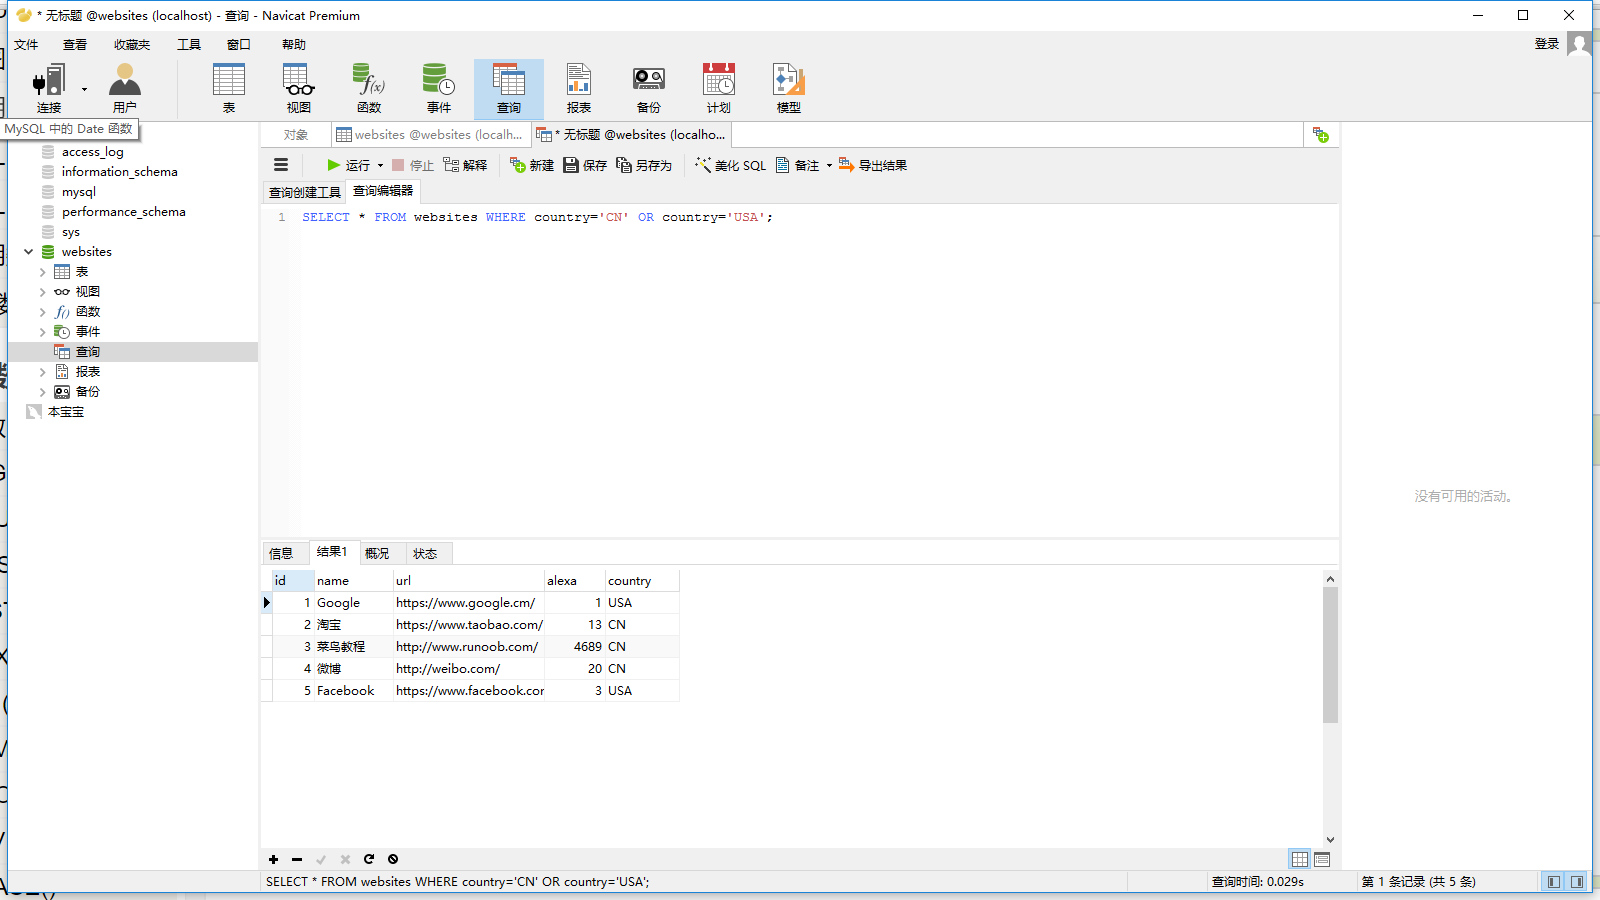 * 无标题 @websites (localhost) - 查询 - Navicat Premium
文件 查看 收藏夹 工具 窗口 帮助 登录
连接 用户 表 视图 函数 事件 查询 报表 备份 计划 模型
MySQL 中的 Date 函数
对象 websites @websites (localh... * 无标题 @websites (localho...
运行 停止 解释 新建 保存 另存为 美化 SQL 备注 导出结果
查询创建工具 查询编辑器
1 SELECT * FROM websites WHERE country='CN' OR country='USA';
access_log
information_schema
mysql
performance_schema
sys
websites
表
视图
函数
事件
查询
报表
备份
本宝宝
没有可用的活动。
信息 结果1 概况 状态
id name url alexa country
1 Google https://www.google.cm/ 1 USA
2 淘宝 https://www.taobao.com/ 13 CN
3 菜鸟教程 http://www.runoob.com/ 4689 CN
4 微博 http://weibo.com/ 20 CN
5 Facebook https://www.facebook.cor 3 USA
SELECT * FROM websites WHERE country='CN' OR country='USA'; 查询时间: 0.029s 第 1 条记录 (共 5 条)